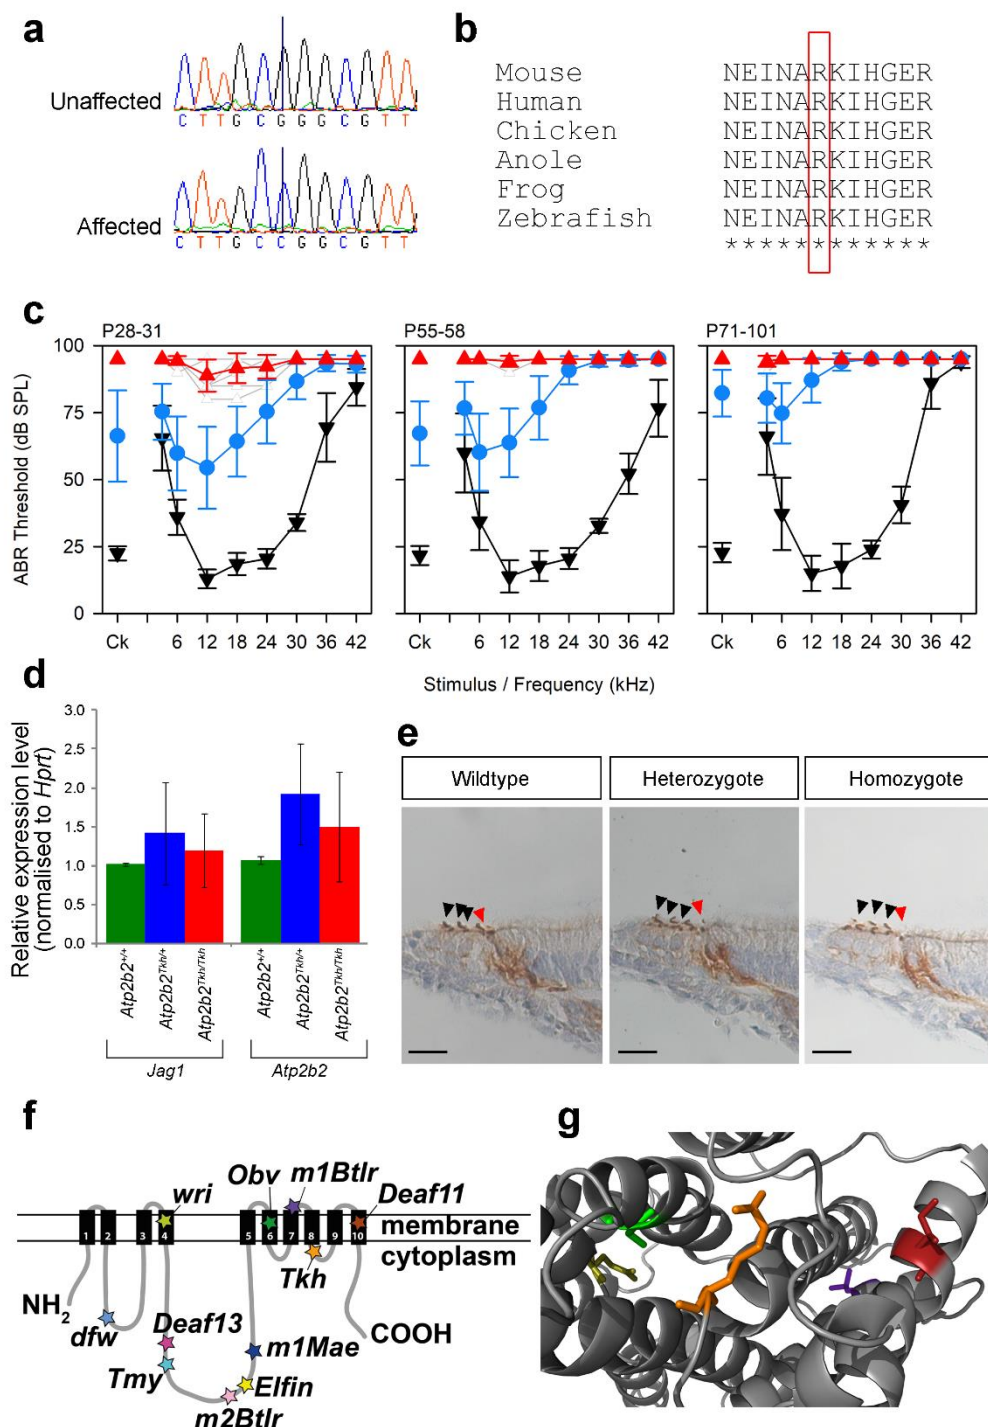 a
Unaffected
C T T G C G G G C G T T
Affected
C T T G C C G G C G T T
b
Mouse NEINARKIHGER
Human NEINARKIHGER
Chicken NEINARKIHGER
Anole NEINARKIHGER
Frog NEINARKIHGER
Zebrafish NEINARKIHGER
************
c
P28-31 P55-58 P71-101
ABR Threshold (dB SPL)
100
75
50
25
0
Ck 6 12 18 24 30 36 42 Ck 6 12 18 24 30 36 42 Ck 6 12 18 24 30 36 42
Stimulus / Frequency (kHz)
d
Relative expression level
(normalised to Hprt)
3.0
2.5
2.0
1.5
1.0
0.5
0.0
Atp2b2+/+ Atp2b2Tkh/+ Atp2b2Tkh/Tkh Atp2b2+/+ Atp2b2Tkh/+ Atp2b2Tkh/Tkh
Jag1 Atp2b2
e
Wildtype Heterozygote Homozygote
f
Obv m1Btlr
wri Deaf11
membrane
1 2 3 4 5 6 7 8 9 10
cytoplasm
Tkh
NH2
dfw Deaf13 COOH
m1Mae
Tmy
Elfin
m2Btlr
g